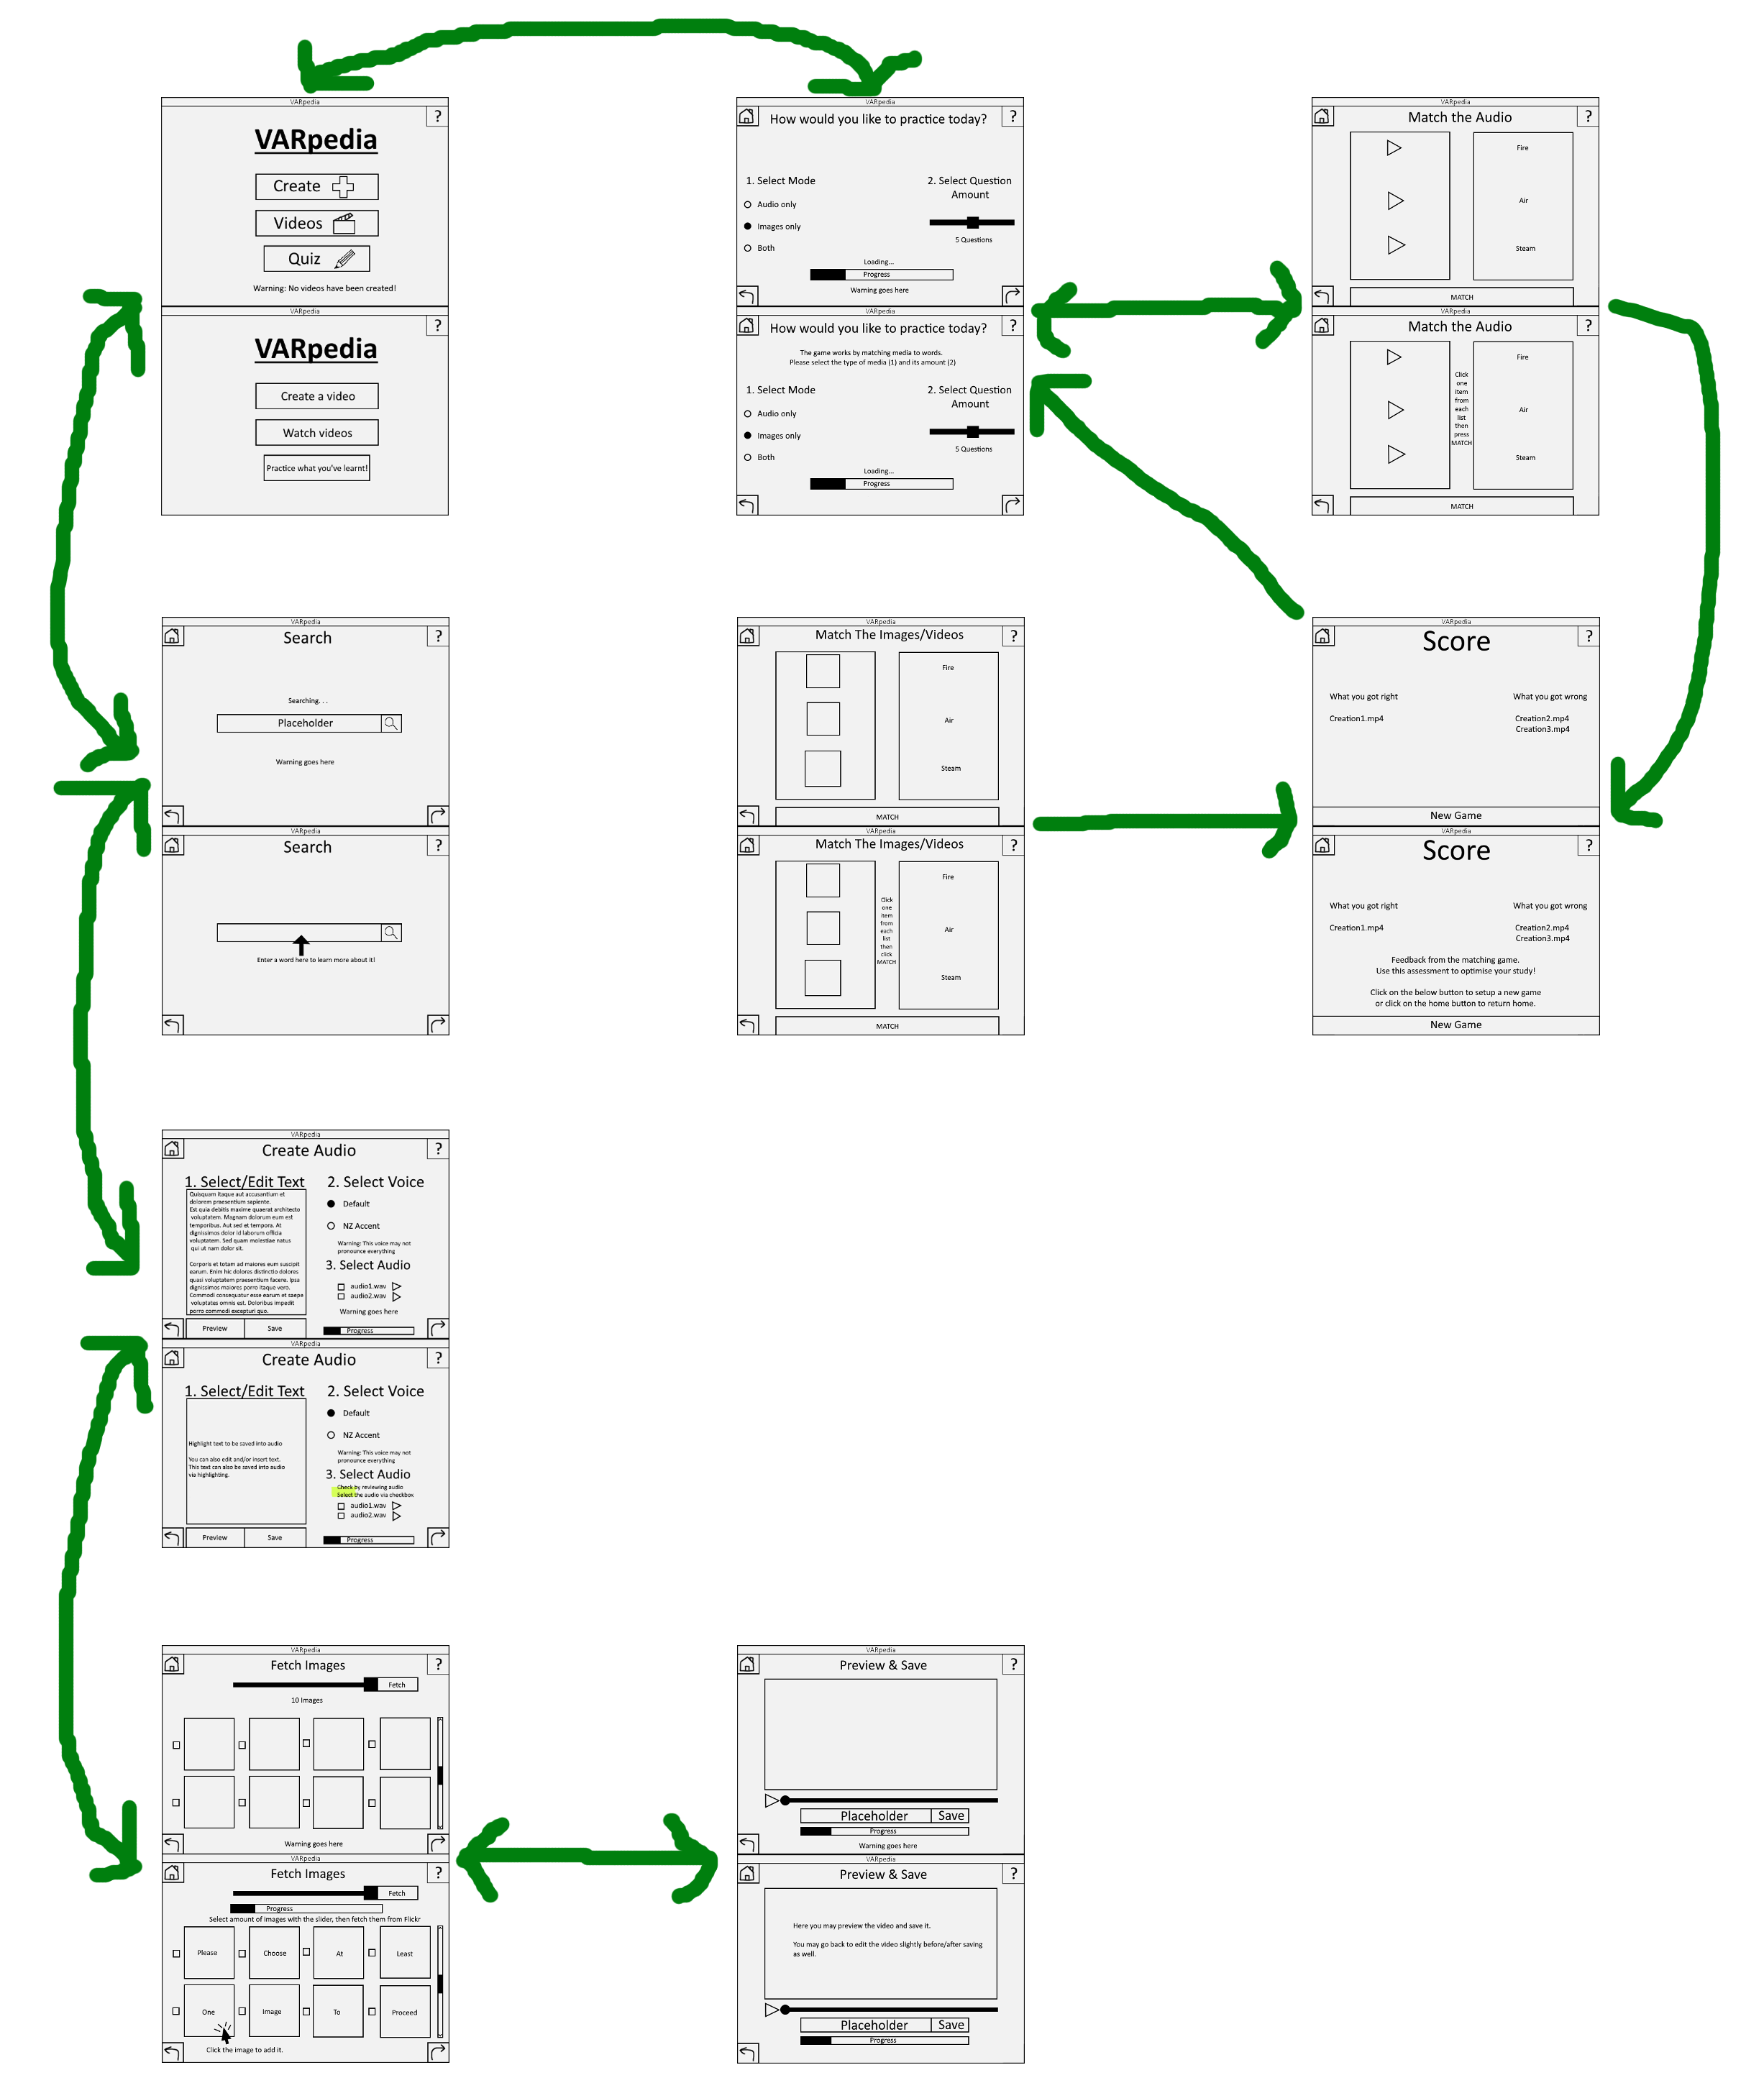 VARpedia
?
VARpedia
Create
Videos
Quiz
Warning: No videos have been created!
VARpedia
?
VARpedia
Create a video
Watch videos
Practice what you've learnt!
VARpedia
How would you like to practice today?
?
1. Select Mode
Audio only
Images only
Both
2. Select Question
Amount
5 Questions
Loading...
Progress
Warning goes here
VARpedia
How would you like to practice today?
?
The game works by matching media to words.
Please select the type of media (1) and its amount (2)
1. Select Mode
Audio only
Images only
Both
2. Select Question
Amount
5 Questions
Loading...
Progress
VARpedia
Match the Audio
?
Fire
Air
Steam
MATCH
VARpedia
Match the Audio
?
Click
one
item
from
each
list
then
press
MATCH
Fire
Air
Steam
MATCH
VARpedia
Search
?
Searching. . .
Placeholder
Warning goes here
VARpedia
Search
?
Enter a word here to learn more about it!
VARpedia
Match The Images/Videos
?
Fire
Air
Steam
MATCH
VARpedia
Match The Images/Videos
?
Click
one
item
from
each
list
then
click
MATCH
Fire
Air
Steam
MATCH
VARpedia
Score
?
What you got right
Creation1.mp4
What you got wrong
Creation2.mp4
Creation3.mp4
New Game
VARpedia
Score
?
What you got right
Creation1.mp4
What you got wrong
Creation2.mp4
Creation3.mp4
Feedback from the matching game.
Use this assessment to optimise your study!
Click on the below button to setup a new game
or click on the home button to return home.
New Game
VARpedia
Create Audio
?
1. Select/Edit Text
Quisquam itaque aut accusantium et
dolorem praesentium sapiente.
Est quia debitis maxime quaerat architecto
voluptatem. Magnam dolorum eum est
temporibus. Aut sed et tempora. At
dignissimos dolor id laborum officia
voluptatem. Sed quam molestiae natus
qui ut nam dolor alt.
Corporis et totam ad maiores eum suscipit
earum. Enim hic dolores distinctio dolores
quasi voluptatem praesentium facere. Ipsa
dignissimos maiores porro itaque vero.
Commodi consequatur esse earum et saepe
voluptates omnis est. Doloribus impedit
porro commodi excepturi quo.
Preview
Save
2. Select Voice
Default
NZ Accent
Warning: This voice may not
pronounce everything
3. Select Audio
audio1.wav
audio2.wav
Warning goes here
Progress
VARpedia
Create Audio
?
1. Select/Edit Text
Highlight text to be saved into audio
You can also edit and/or insert text.
This text can also be saved into audio
via highlighting.
Preview
Save
2. Select Voice
Default
NZ Accent
Warning: This voice may not
pronounce everything
3. Select Audio
Check by reviewing audio
Select the audio via checkbox
audio1.wav
audio2.wav
Progress
VARpedia
Fetch Images
?
Fetch
10 Images
Warning goes here
VARpedia
Fetch Images
?
Fetch
Progress
Select amount of images with the slider, then fetch them from Flickr
Please
Choose
At
Least
One
Image
To
Proceed
Click the image to add it.
VARpedia
Preview & Save
?
Placeholder
Save
Progress
Warning goes here
VARpedia
Preview & Save
?
Here you may preview the video and save it.
You may go back to edit the video slightly before/after saving
as well.
Placeholder
Save
Progress